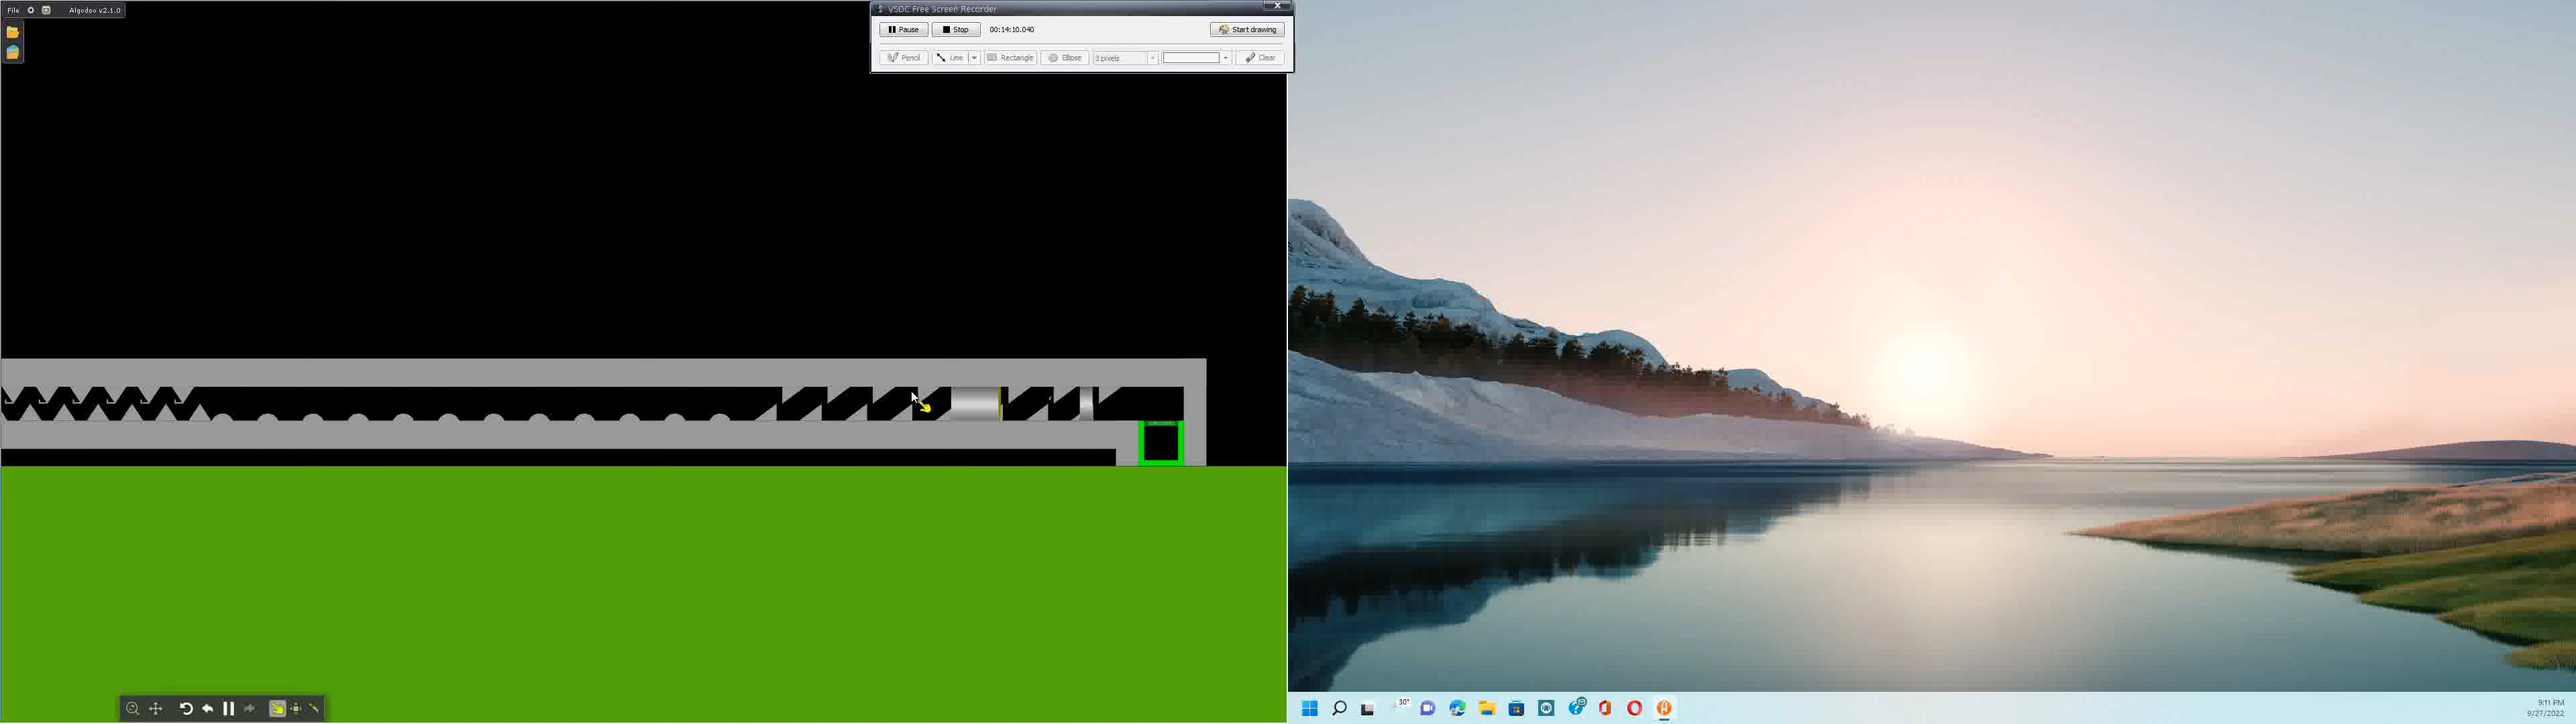 File Algodoo v2.1.0
VSDC Free Screen Recorder
Pause Stop 00:14:10.040 Start drawing
Pencil Line Rectangle Ellipse 3 pixels Clear
30°
9:11 PM
9/27/2022